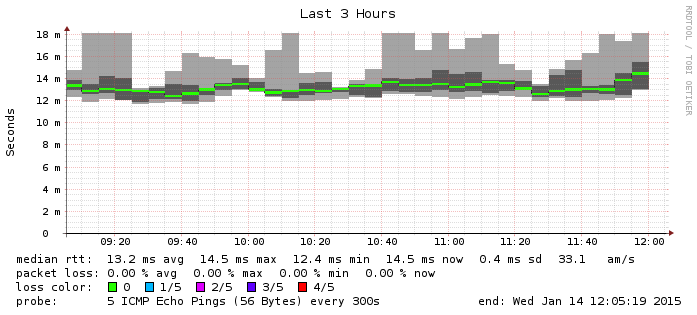 Last 3 Hours
RRDTOOL / TOBI OETIKER
Seconds
18 m
16 m
14 m
12 m
10 m
8 m
6 m
4 m
2 m
0
09:20 09:40 10:00 10:20 10:40 11:00 11:20 11:40 12:00
median rtt: 13.2 ms avg 14.5 ms max 12.4 ms min 14.5 ms now 0.4 ms sd 33.1 am/s
packet loss: 0.00 % avg 0.00 % max 0.00 % min 0.00 % now
loss color: 0 1/5 2/5 3/5 4/5
probe: 5 ICMP Echo Pings (56 Bytes) every 300s end: Wed Jan 14 12:05:19 2015